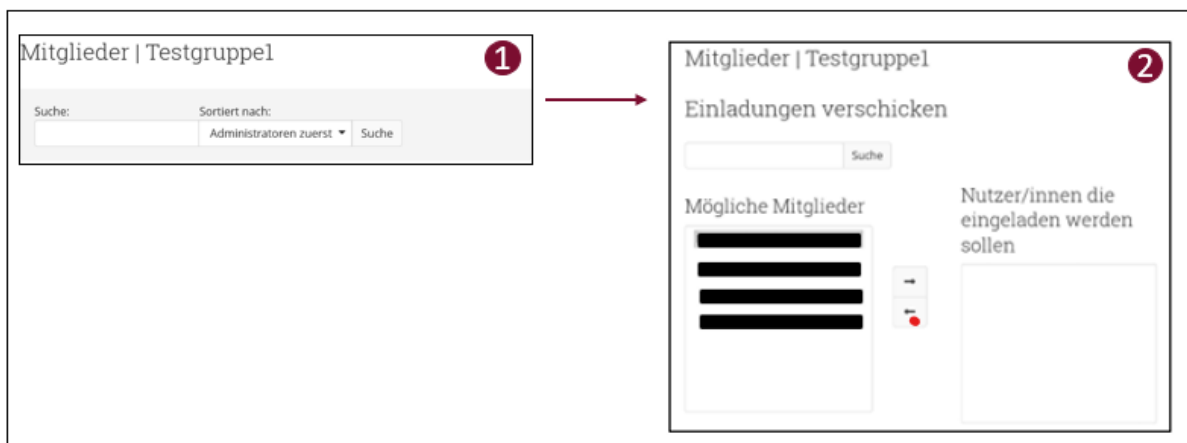 Mitglieder | Testgruppe1
1
Suche:
Sortiert nach:
Administratoren zuerst
Suche
2
Mitglieder | Testgruppe1
Einladungen verschicken
Suche
Mögliche Mitglieder
Nutzer/innen die
eingeladen werden
sollen